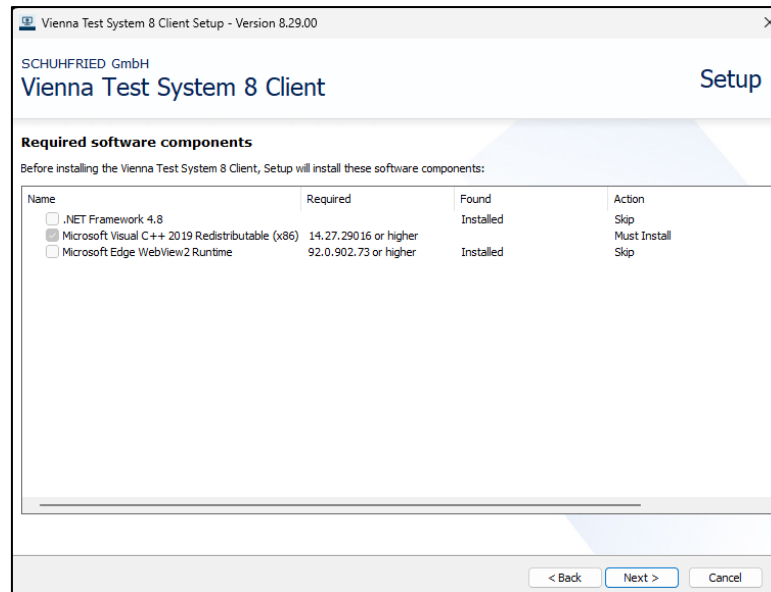 Vienna Test System 8 Client Setup - Version 8.29.00
SCHUHFRIED GmbH
Vienna Test System 8 Client
Setup
Required software components
Before installing the Vienna Test System 8 Client, Setup will install these software components:
Name Required Found Action
.NET Framework 4.8 Installed Skip
Microsoft Visual C++ 2019 Redistributable (x86) 14.27.29016 or higher Must Install
Microsoft Edge WebView2 Runtime 92.0.902.73 or higher Installed Skip
< Back Next > Cancel